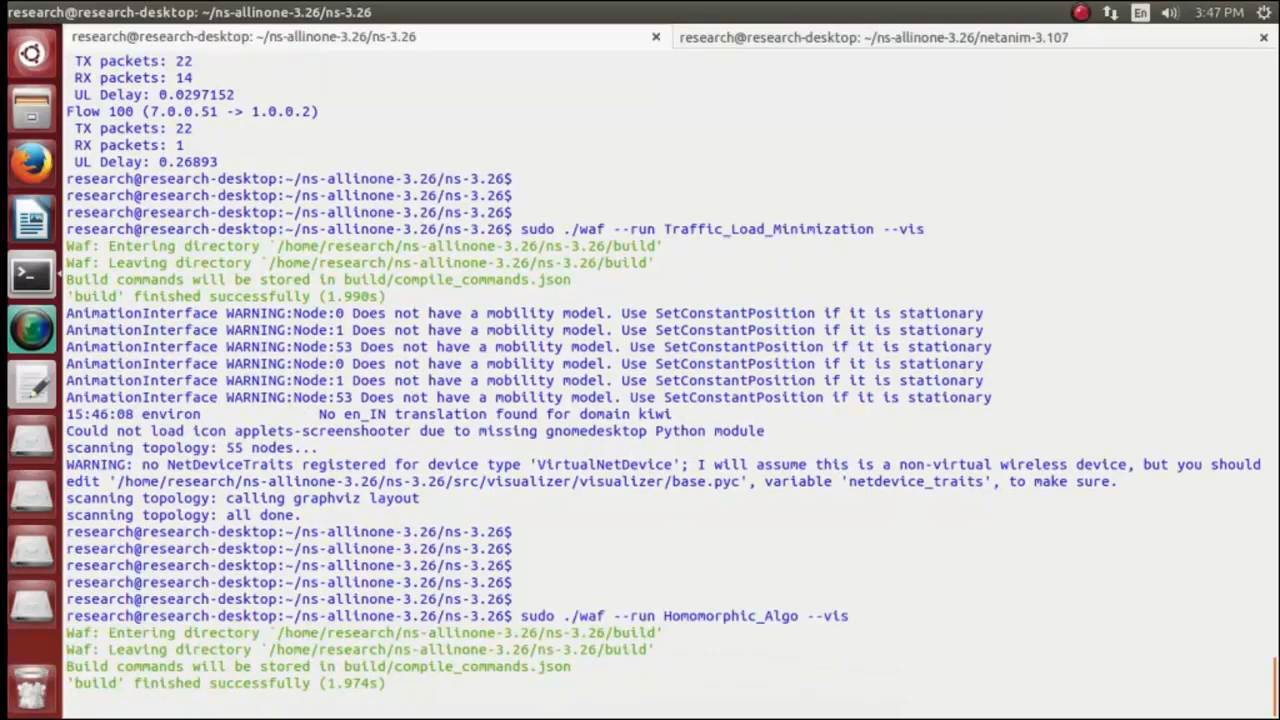 research@research-desktop: ~/ns-allinone-3.26/ns-3.26
En
3:47 PM
research@research-desktop: ~/ns-allinone-3.26/ns-3.26
research@research-desktop: ~/ns-allinone-3.26/netanim-3.107
TX packets: 22
RX packets: 14
UL Delay: 0.0297152
Flow 100 (7.0.0.51 -> 1.0.0.2)
TX packets: 22
RX packets: 1
UL Delay: 0.26893
research@research-desktop:~/ns-allinone-3.26/ns-3.26$
research@research-desktop:~/ns-allinone-3.26/ns-3.26$
research@research-desktop:~/ns-allinone-3.26/ns-3.26$
research@research-desktop:~/ns-allinone-3.26/ns-3.26$ sudo ./waf --run Traffic_Load_Minimization --vis
Waf: Entering directory `/home/research/ns-allinone-3.26/ns-3.26/build'
Waf: Leaving directory `/home/research/ns-allinone-3.26/ns-3.26/build'
Build commands will be stored in build/compile_commands.json
'build' finished successfully (1.990s)
AnimationInterface WARNING:Node:0 Does not have a mobility model. Use SetConstantPosition if it is stationary
AnimationInterface WARNING:Node:1 Does not have a mobility model. Use SetConstantPosition if it is stationary
AnimationInterface WARNING:Node:53 Does not have a mobility model. Use SetConstantPosition if it is stationary
AnimationInterface WARNING:Node:0 Does not have a mobility model. Use SetConstantPosition if it is stationary
AnimationInterface WARNING:Node:1 Does not have a mobility model. Use SetConstantPosition if it is stationary
AnimationInterface WARNING:Node:53 Does not have a mobility model. Use SetConstantPosition if it is stationary
15:46:08 environ              No en_IN translation found for domain kiwi
Could not load icon applets-screenshooter due to missing gnomedesktop Python module
scanning topology: 55 nodes...
WARNING: no NetDeviceTraits registered for device type 'VirtualNetDevice'; I will assume this is a non-virtual wireless device, but you should
edit '/home/research/ns-allinone-3.26/ns-3.26/src/visualizer/visualizer/base.pyc', variable 'netdevice_traits', to make sure.
scanning topology: calling graphviz layout
scanning topology: all done.
research@research-desktop:~/ns-allinone-3.26/ns-3.26$
research@research-desktop:~/ns-allinone-3.26/ns-3.26$
research@research-desktop:~/ns-allinone-3.26/ns-3.26$
research@research-desktop:~/ns-allinone-3.26/ns-3.26$
research@research-desktop:~/ns-allinone-3.26/ns-3.26$
research@research-desktop:~/ns-allinone-3.26/ns-3.26$ sudo ./waf --run Homomorphic_Algo --vis
Waf: Entering directory `/home/research/ns-allinone-3.26/ns-3.26/build'
Waf: Leaving directory `/home/research/ns-allinone-3.26/ns-3.26/build'
Build commands will be stored in build/compile_commands.json
'build' finished successfully (1.974s)